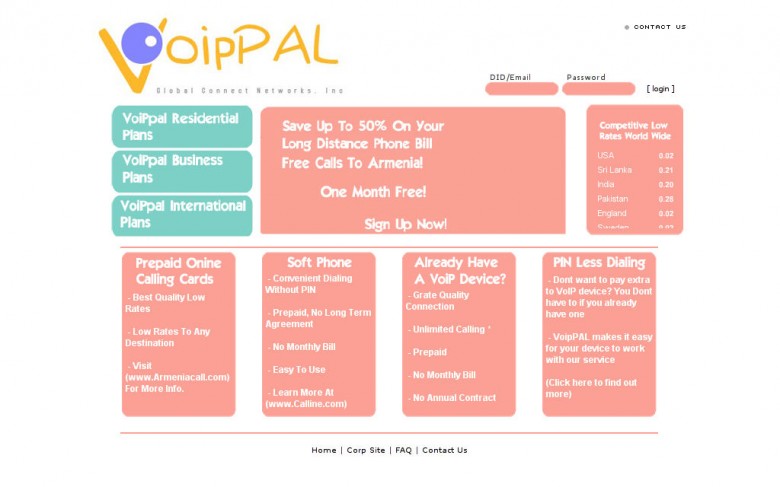 CONTACT US
VoipPAL
Global Connect Networks. Inc
DID/Email
Password
[ login ]
VoiPpal Residential
Plans
VoiPpal Business
Plans
VoiPpal International
Plans
Save Up To 50% On Your
Long Distance Phone Bill
Free Calls To Armenia!
One Month Free!
Sign Up Now!
Competitive Low
Rates World Wide
USA 0.02
Sri Lanka 0.21
India 0.20
Pakistan 0.28
England 0.02
Sweden 0.02
Prepaid Onine
Calling Cards
- Best Quality Low
Rates
- Low Rates To Any
Destination
- Visit
(www.Armeniacall.com)
For More Info.
Soft Phone
- Convenient Dialing
Without PIN
- Prepaid, No Long Term
Agreement
- No Monthly Bill
- Easy To Use
- Learn More At
(www.Calline.com)
Already Have
A VoiP Device?
- Grate Quality
Connection
- Unlimited Calling *
- Prepaid
- No Monthly Bill
- No Annual Contract
PIN Less Dialing
- Dont want to pay extra
to VoIP device? You Dont
have to if you already
have one
- VoipPAL makes it easy
for your device to work
with our service
(Click here to find out
more)
Home | Corp Site | FAQ | Contact Us